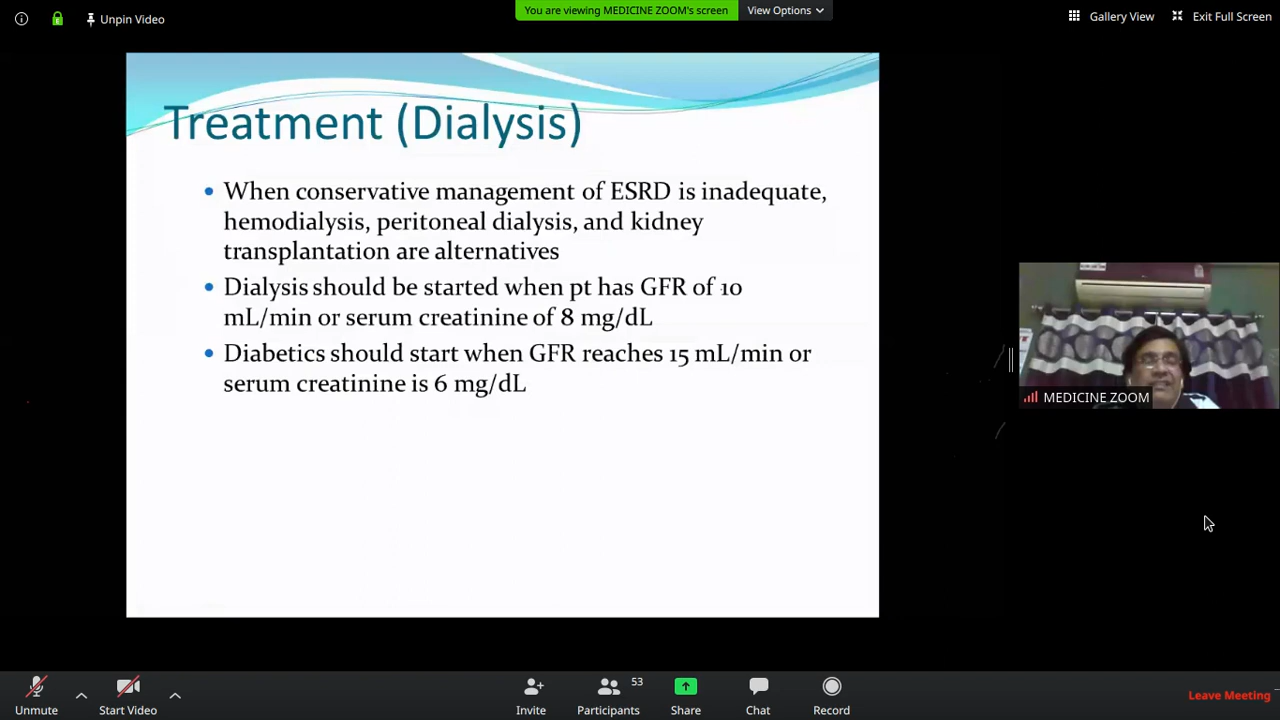 Unpin Video
You are viewing MEDICINE ZOOM's screen
View Options
Gallery View
Exit Full Screen
Treatment (Dialysis)
• When conservative management of ESRD is inadequate,
hemodialysis, peritoneal dialysis, and kidney
transplantation are alternatives
• Dialysis should be started when pt has GFR of 10
mL/min or serum creatinine of 8 mg/dL
• Diabetics should start when GFR reaches 15 mL/min or
serum creatinine is 6 mg/dL
MEDICINE ZOOM
Unmute
Start Video
Invite
Participants
53
Share
Chat
Record
Leave Meeting